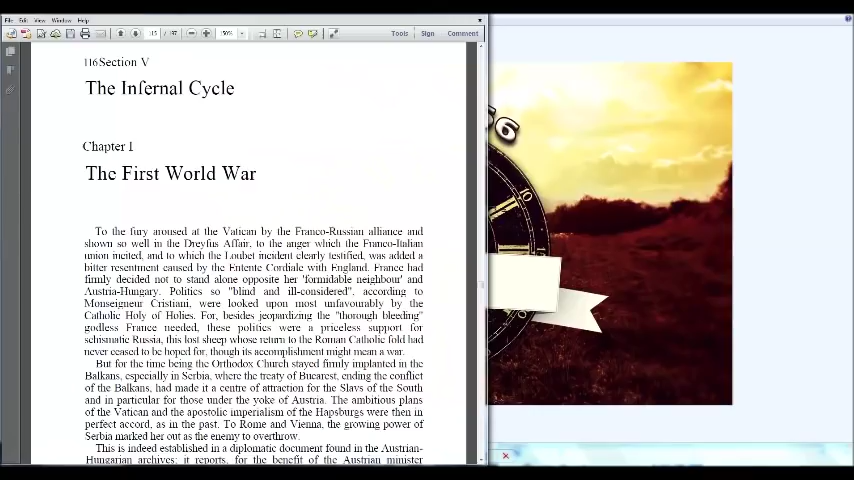 File Edit View Window Help
115 / 197 150% Tools Sign Comment
116Section V
The Infernal Cycle
Chapter I
The First World War
To the fury aroused at the Vatican by the Franco-Russian alliance and
shown so well in the Dreyfus Affair, to the anger which the Franco-Italian
union incited, and to which the Loubet incident clearly testified, was added a
bitter resentment caused by the Entente Cordiale with England. France had
firmly decided not to stand alone opposite her 'formidable neighbour' and
Austria-Hungary. Politics so "blind and ill-considered", according to
Monseigneur Cristiani, were looked upon most unfavourably by the
Catholic Holy of Holies. For, besides jeopardizing the "thorough bleeding"
godless France needed, these politics were a priceless support for
schismatic Russia, this lost sheep whose return to the Roman Catholic fold had
never ceased to be hoped for, though its accomplishment might mean a war.
But for the time being the Orthodox Church stayed firmly implanted in the
Balkans, especially in Serbia, where the treaty of Bucarest, ending the conflict
of the Balkans, had made it a centre of attraction for the Slavs of the South
and in particular for those under the yoke of Austria. The ambitious plans
of the Vatican and the apostolic imperialism of the Hapsburgs were then in
perfect accord, as in the past. To Rome and Vienna, the growing power of
Serbia marked her out as the enemy to overthrow.
This is indeed established in a diplomatic document found in the Austrian-
Hungarian archives; it reports, for the benefit of the Austrian minister
56
10